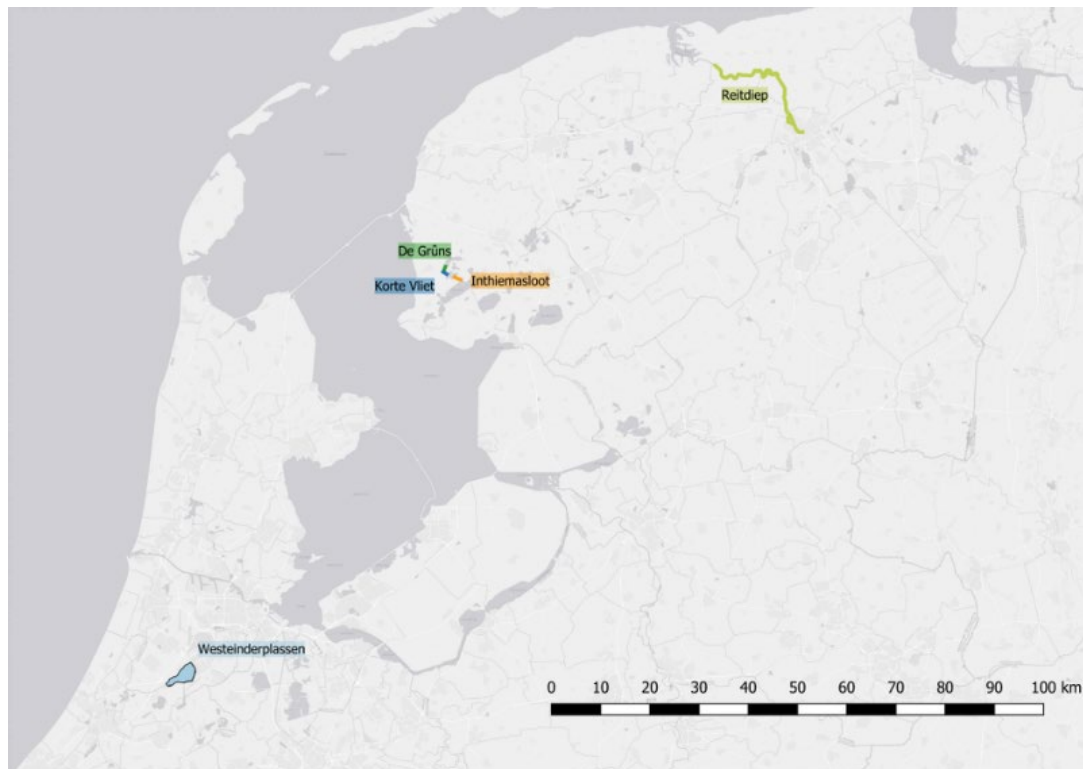 Reitdiep
De Grûns
Korte Vliet
Inthiemasloot
Westeinderplassen
0 10 20 30 40 50 60 70 80 90 100 km